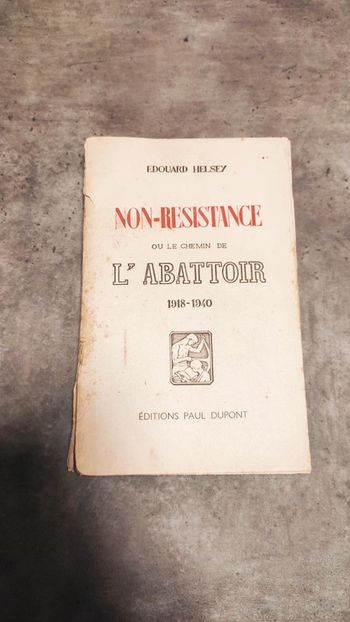 EDOUARD HELSEY
NON-RESISTANCE
OU LE CHEMIN DE
L'ABATTOIR
1918-1940
ÉDITIONS PAUL DUPONT